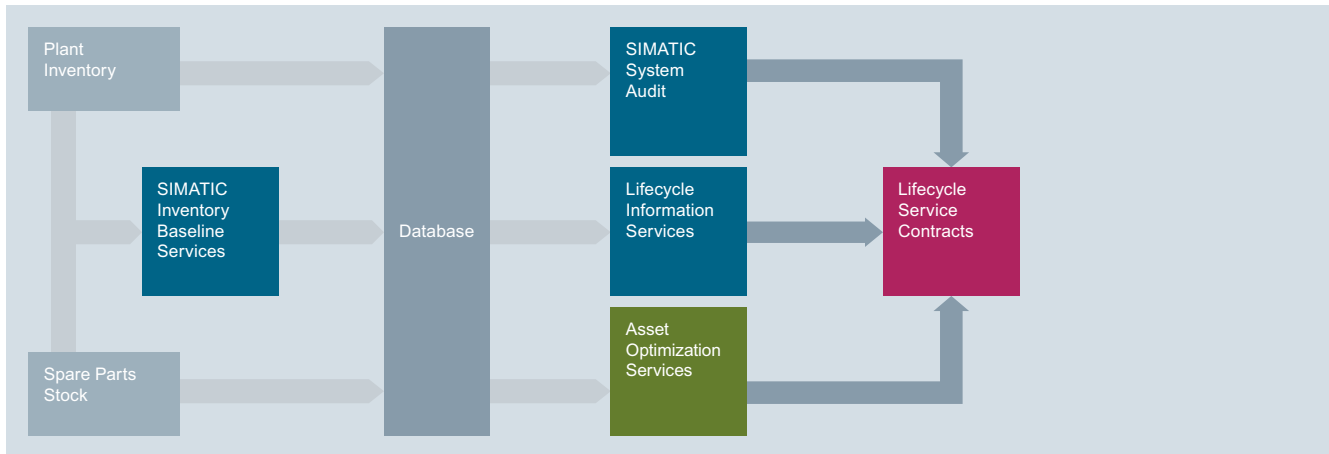 Plant
Inventory
SIMATIC
Inventory
Baseline
Services
Spare Parts
Stock
Database
SIMATIC
System
Audit
Lifecycle
Information
Services
Asset
Optimization
Services
Lifecycle
Service
Contracts